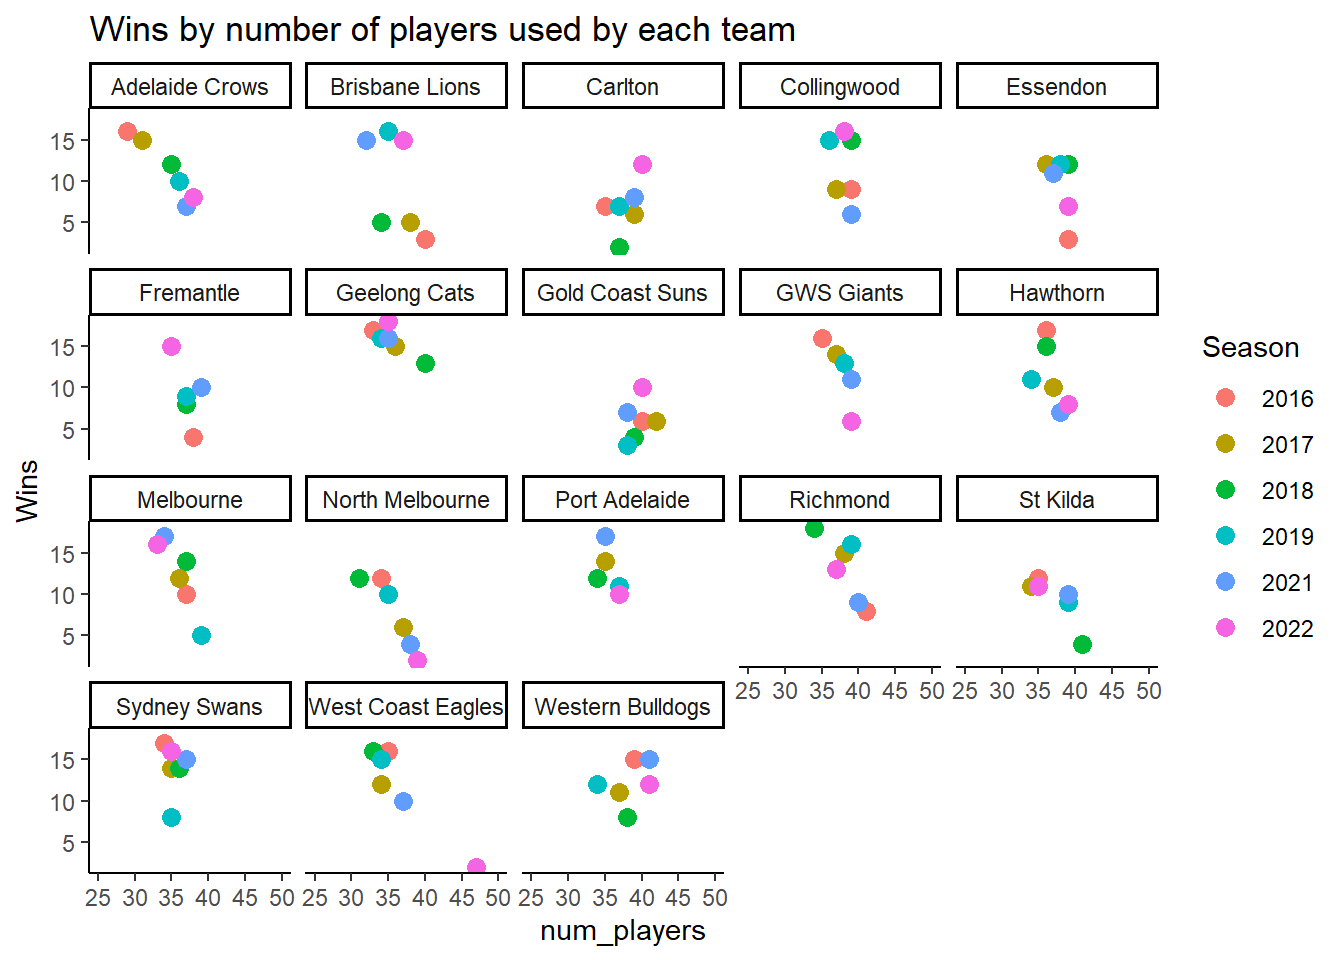 Wins by number of players used by each team
Adelaide Crows
Brisbane Lions
Carlton
Collingwood
Essendon
15
10
5
Fremantle
Geelong Cats
Gold Coast Suns
GWS Giants
Hawthorn
15
10
5
Melbourne
North Melbourne
Port Adelaide
Richmond
St Kilda
15
10
5
25 30 35 40 45 50
25 30 35 40 45 50
Sydney Swans
West Coast Eagles
Western Bulldogs
15
10
5
25 30 35 40 45 50
25 30 35 40 45 50
25 30 35 40 45 50
num_players
Wins
Season
2016
2017
2018
2019
2021
2022